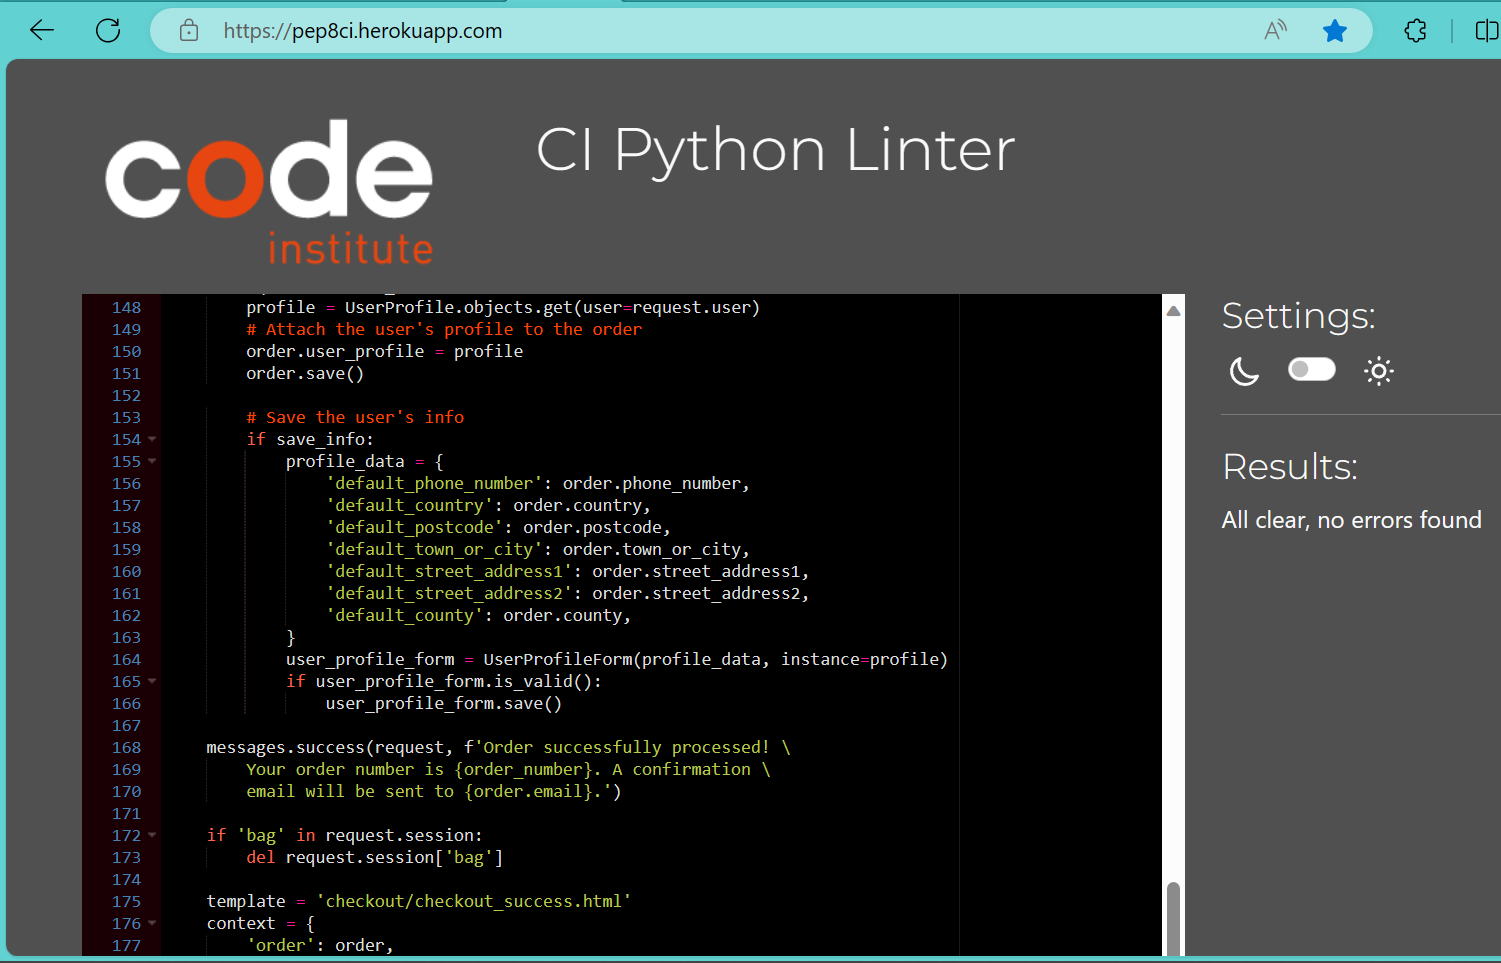 https://pep8ci.herokuapp.com
code
institute
CI Python Linter
148 profile = UserProfile.objects.get(user=request.user)
149 # Attach the user's profile to the order
150 order.user_profile = profile
151 order.save()
152
153 # Save the user's info
154 if save_info:
155 profile_data = {
156 'default_phone_number': order.phone_number,
157 'default_country': order.country,
158 'default_postcode': order.postcode,
159 'default_town_or_city': order.town_or_city,
160 'default_street_address1': order.street_address1,
161 'default_street_address2': order.street_address2,
162 'default_county': order.county,
163 }
164 user_profile_form = UserProfileForm(profile_data, instance=profile)
165 if user_profile_form.is_valid():
166 user_profile_form.save()
167
168 messages.success(request, f'Order successfully processed! \
169 Your order number is {order_number}. A confirmation \
170 email will be sent to {order.email}.')
171
172 if 'bag' in request.session:
173 del request.session['bag']
174
175 template = 'checkout/checkout_success.html'
176 context = {
177 'order': order,
Settings:
Results:
All clear, no errors found